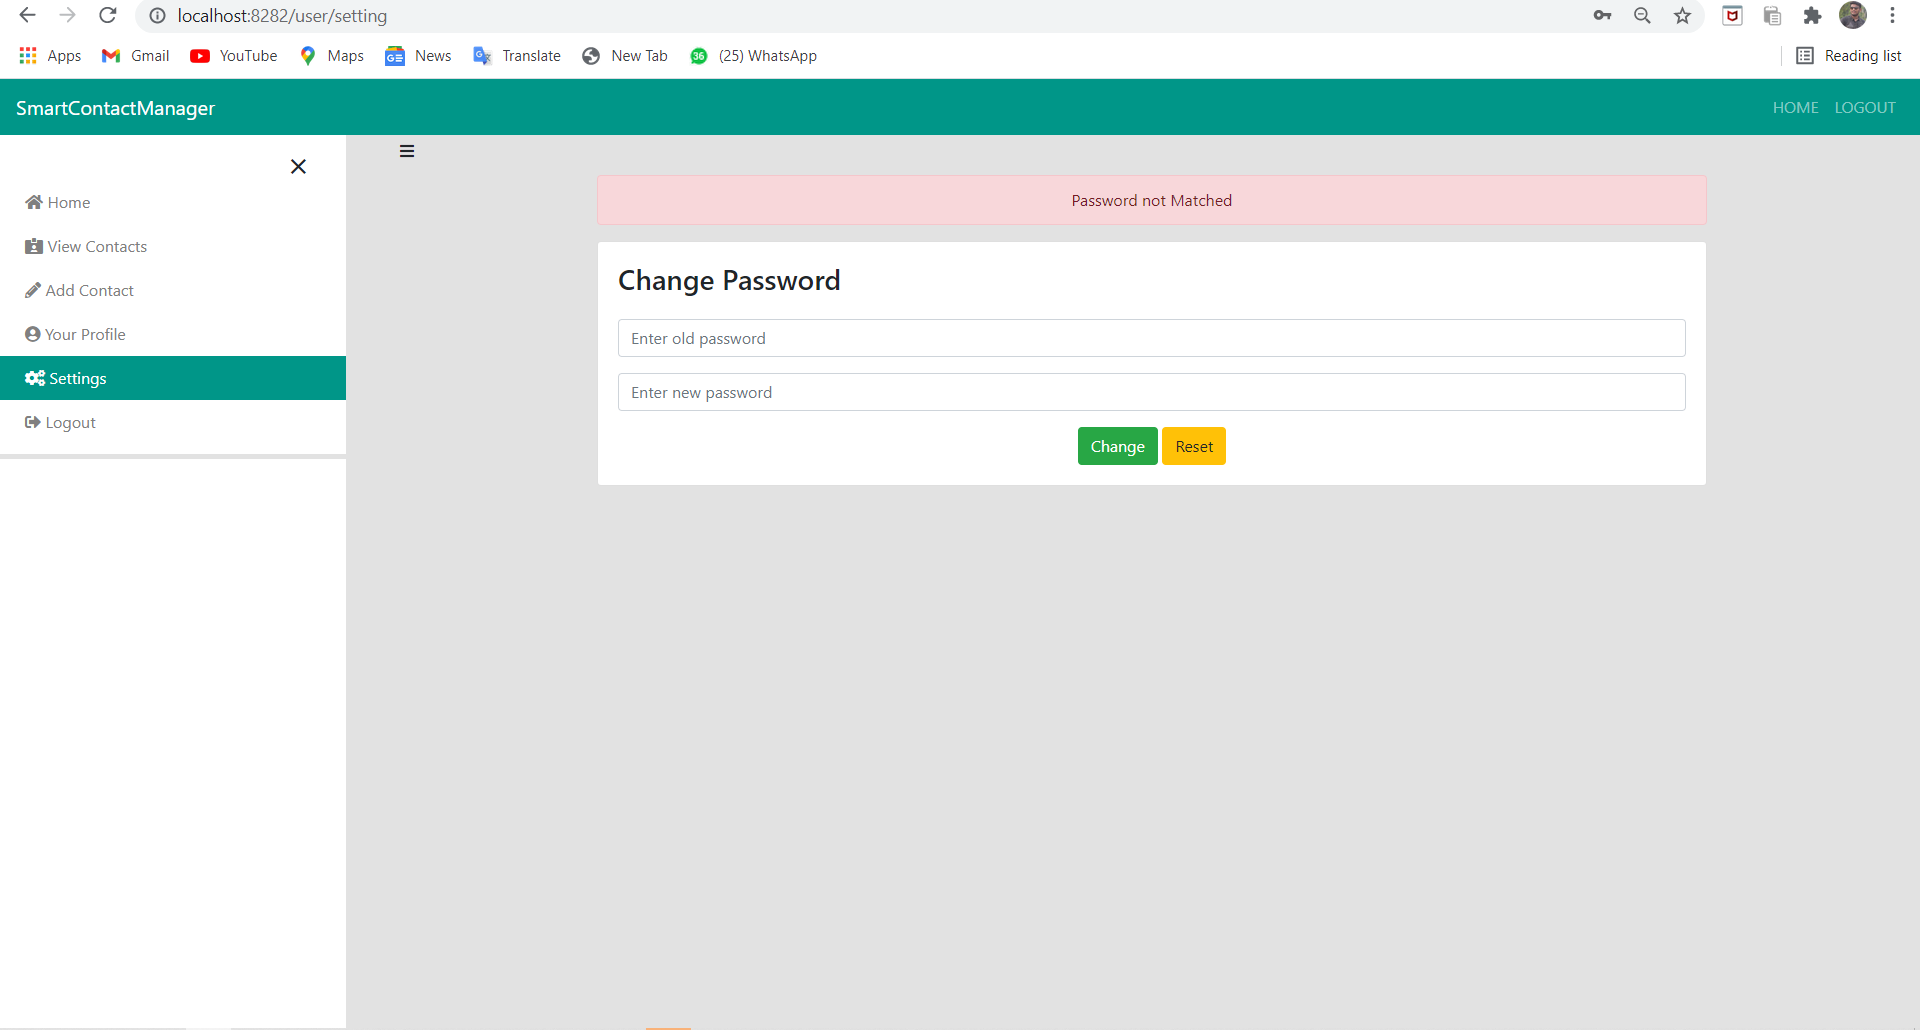 localhost:8282/user/setting
Apps Gmail YouTube Maps GE News G Translate New Tab 36 (25) WhatsApp Reading list
SmartContactManager HOME LOGOUT
Home
View Contacts
Add Contact
Your Profile
Settings
Logout
Password not Matched
Change Password
Enter old password
Enter new password
Change Reset